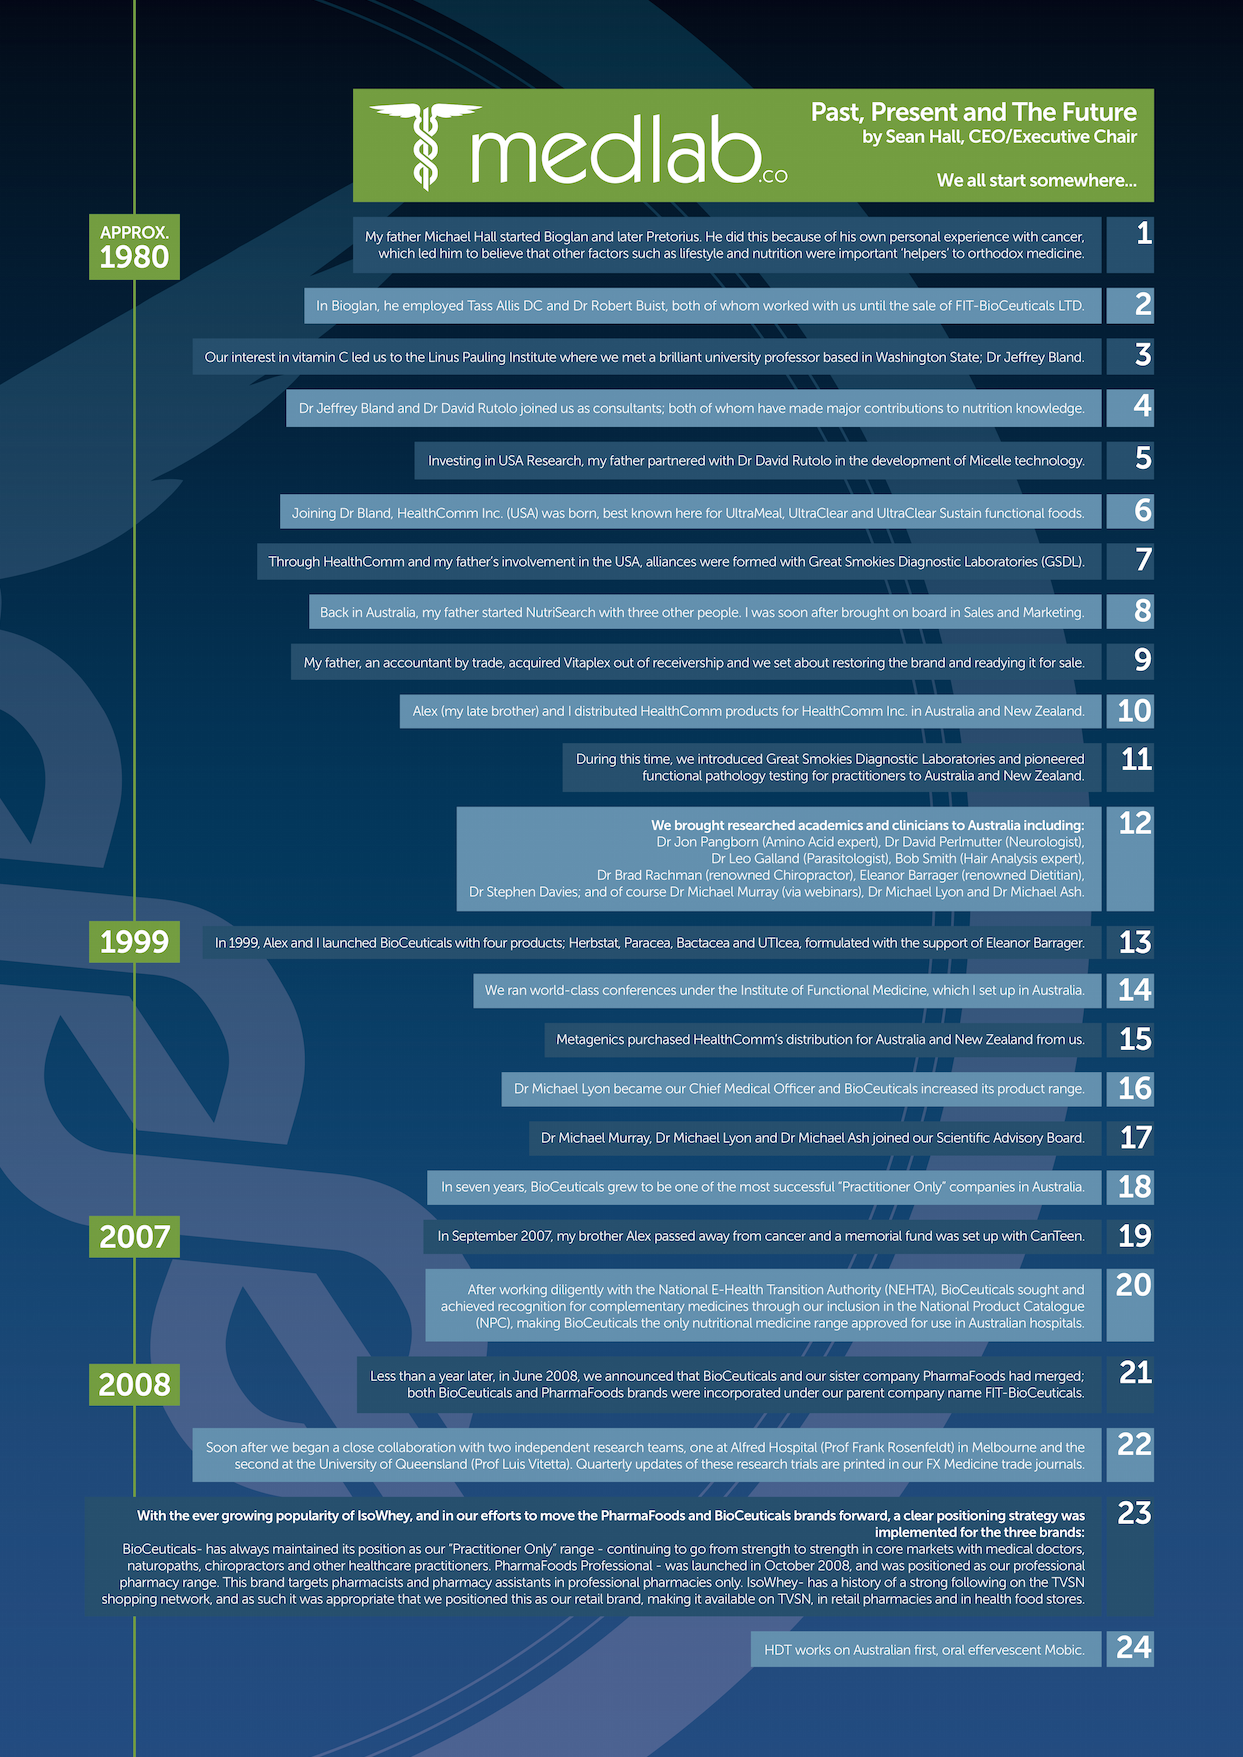 medlab.co
Past, Present and The Future
by Sean Hall, CEO/Executive Chair
We all start somewhere...
APPROX.
1980
My father Michael Hall started Bioglan and later Pretorius. He did this because of his own personal experience with cancer,
which led him to believe that other factors such as lifestyle and nutrition were important ‘helpers’ to orthodox medicine.
1
In Bioglan, he employed Tass Allis DC and Dr Robert Buist, both of whom worked with us until the sale of FIT-BioCeuticals LTD.
2
Our interest in vitamin C led us to the Linus Pauling Institute where we met a brilliant university professor based in Washington State; Dr Jeffrey Bland.
3
Dr Jeffrey Bland and Dr David Rutolo joined us as consultants; both of whom have made major contributions to nutrition knowledge.
4
Investing in USA Research, my father partnered with Dr David Rutolo in the development of Micelle technology.
5
Joining Dr Bland, HealthComm Inc. (USA) was born, best known here for UltraMeal, UltraClear and UltraClear Sustain functional foods.
6
Through HealthComm and my father’s involvement in the USA, alliances were formed with Great Smokies Diagnostic Laboratories (GSDL).
7
Back in Australia, my father started NutriSearch with three other people. I was soon after brought on board in Sales and Marketing.
8
My father, an accountant by trade, acquired Vitaplex out of receivership and we set about restoring the brand and readying it for sale.
9
Alex (my late brother) and I distributed HealthComm products for HealthComm Inc. in Australia and New Zealand.
10
During this time, we introduced Great Smokies Diagnostic Laboratories and pioneered
functional pathology testing for practitioners to Australia and New Zealand.
11
We brought researched academics and clinicians to Australia including:
Dr Jon Pangborn (Amino Acid expert), Dr David Perlmutter (Neurologist),
Dr Leo Galland (Parasitologist), Bob Smith (Hair Analysis expert),
Dr Brad Rachman (renowned Chiropractor), Eleanor Barrager (renowned Dietitian),
Dr Stephen Davies; and of course Dr Michael Murray (via webinars), Dr Michael Lyon and Dr Michael Ash.
12
1999
In 1999, Alex and I launched BioCeuticals with four products; Herbstat, Paracea, Bactacea and UTIcea, formulated with the support of Eleanor Barrager.
13
We ran world-class conferences under the Institute of Functional Medicine, which I set up in Australia.
14
Metagenics purchased HealthComm’s distribution for Australia and New Zealand from us.
15
Dr Michael Lyon became our Chief Medical Officer and BioCeuticals increased its product range.
16
Dr Michael Murray, Dr Michael Lyon and Dr Michael Ash joined our Scientific Advisory Board.
17
In seven years, BioCeuticals grew to be one of the most successful "Practitioner Only" companies in Australia.
18
2007
In September 2007, my brother Alex passed away from cancer and a memorial fund was set up with CanTeen.
19
After working diligently with the National E-Health Transition Authority (NEHTA), BioCeuticals sought and
achieved recognition for complementary medicines through our inclusion in the National Product Catalogue
(NPC), making BioCeuticals the only nutritional medicine range approved for use in Australian hospitals.
20
2008
Less than a year later, in June 2008, we announced that BioCeuticals and our sister company PharmaFoods had merged;
both BioCeuticals and PharmaFoods brands were incorporated under our parent company name FIT-BioCeuticals.
21
Soon after we began a close collaboration with two independent research teams, one at Alfred Hospital (Prof Frank Rosenfeldt) in Melbourne and the
second at the University of Queensland (Prof Luis Vitetta). Quarterly updates of these research trials are printed in our FX Medicine trade journals.
22
With the ever growing popularity of IsoWhey, and in our efforts to move the PharmaFoods and BioCeuticals brands forward, a clear positioning strategy was
implemented for the three brands:
BioCeuticals- has always maintained its position as our "Practitioner Only" range - continuing to go from strength to strength in core markets with medical doctors,
naturopaths, chiropractors and other healthcare practitioners. PharmaFoods Professional - was launched in October 2008, and was positioned as our professional
pharmacy range. This brand targets pharmacists and pharmacy assistants in professional pharmacies only. IsoWhey- has a history of a strong following on the TVSN
shopping network, and as such it was appropriate that we positioned this as our retail brand, making it available on TVSN, in retail pharmacies and in health food stores.
23
HDT works on Australian first, oral effervescent Mobic.
24